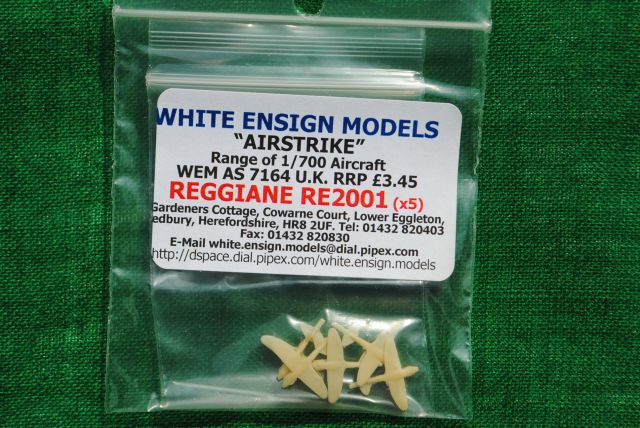 WHITE ENSIGN MODELS
“AIRSTRIKE”
Range of 1/700 Aircraft
WEM AS 7164 U.K. RRP £3.45
REGGIANE RE2001 (x5)
Gardeners Cottage, Cowarne Court, Lower Eggleton,
edbury, Herefordshire, HR8 2UF. Tel: 01432 820403
Fax: 01432 820830
E-Mail white.ensign.models@dial.pipex.com
http://dspace.dial.pipex.com/white.ensign.models